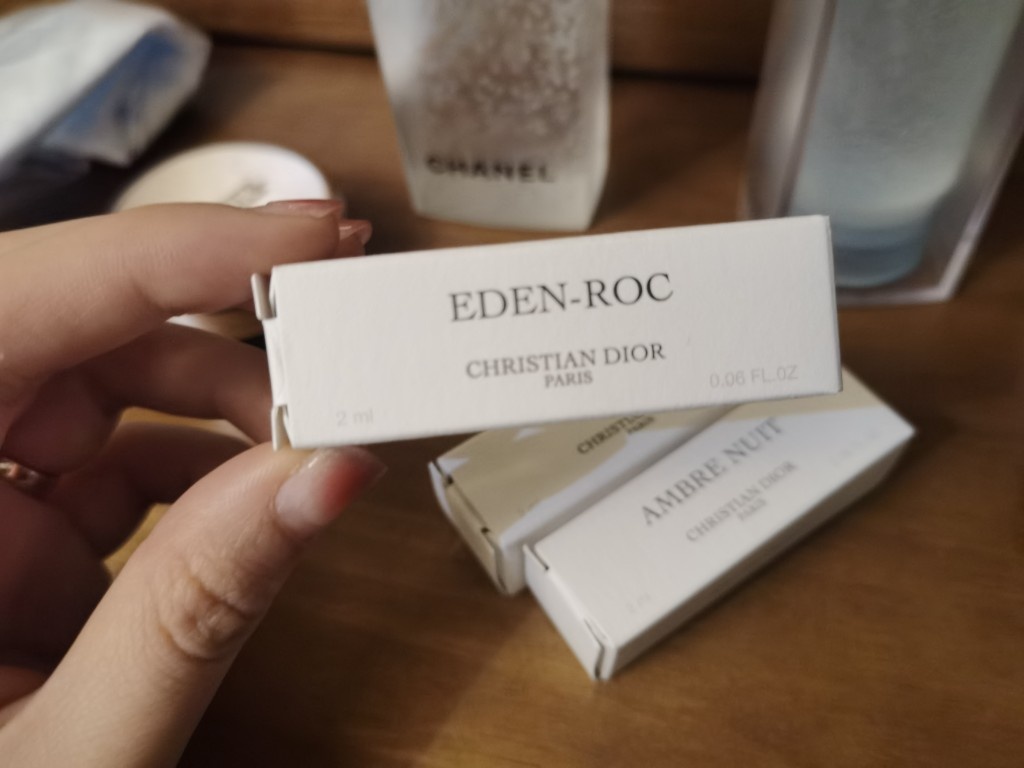 CHANEL
EDEN-ROC
CHRISTIAN DIOR
PARIS
2 ml
0.06 FL.OZ
AMBRE NUIT
CHRISTIAN DIOR
PARIS